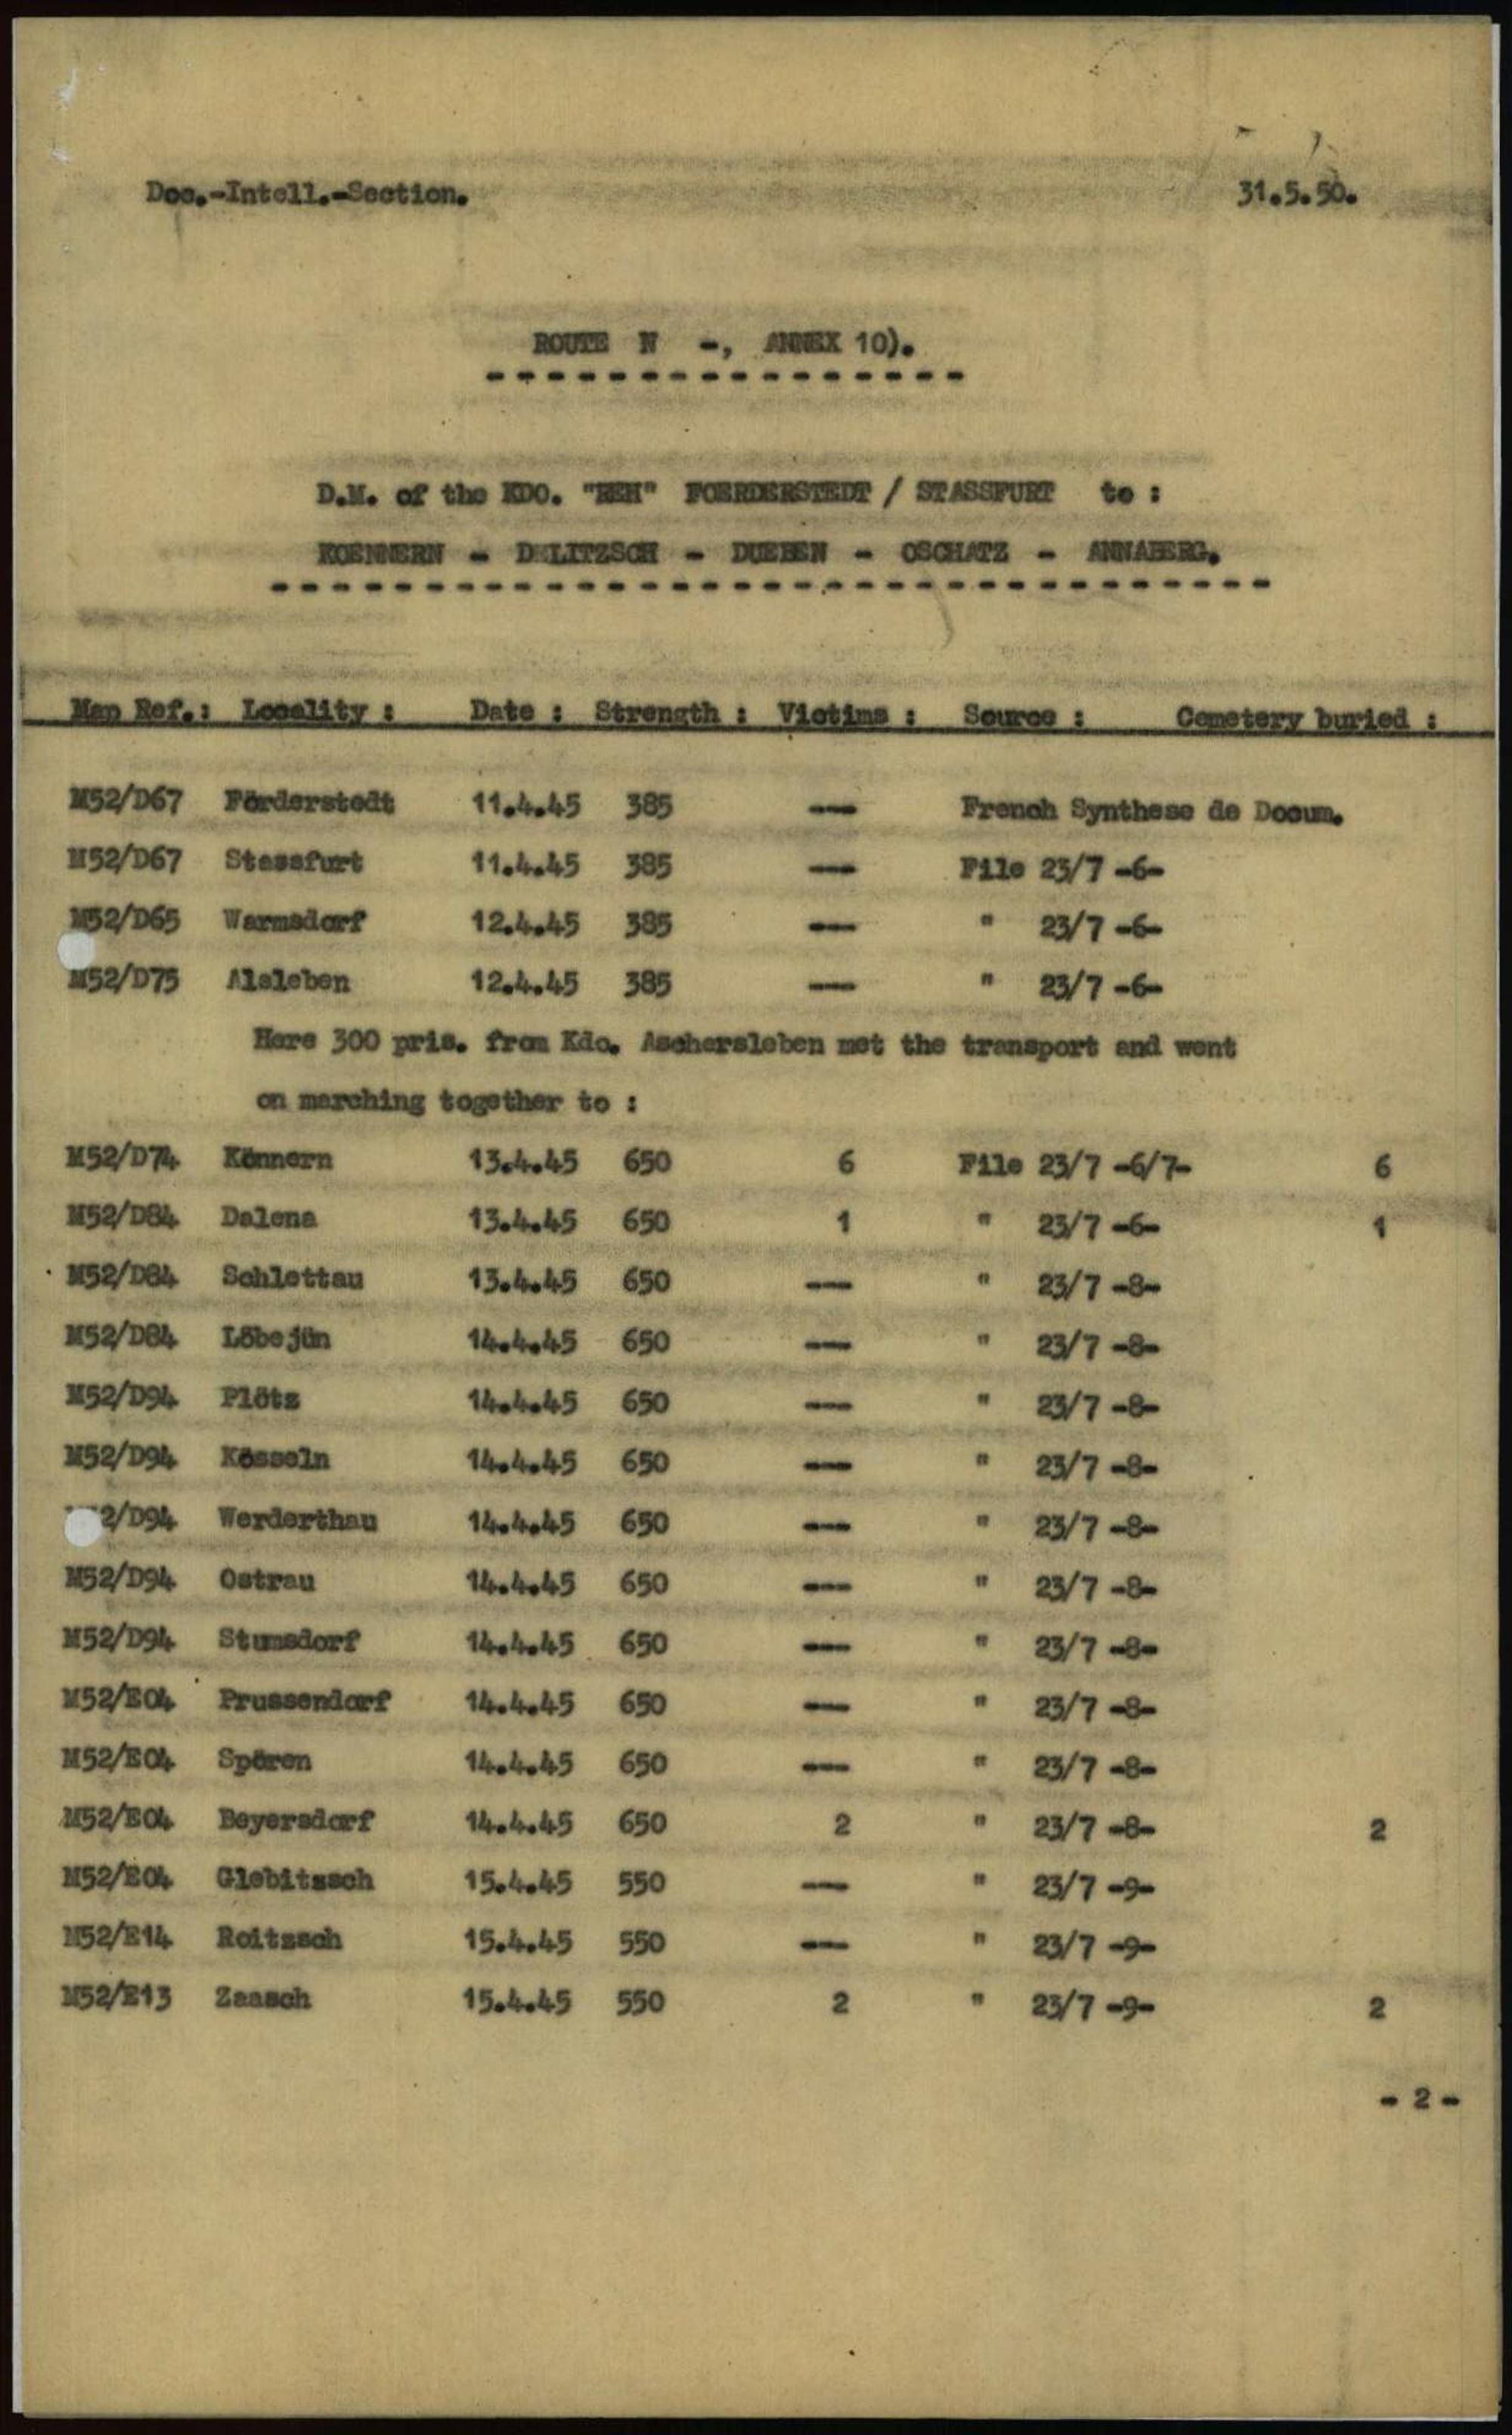 Doc.-Intell.-Section. 31.5.50.
ROUTE N -, ANNEX 10).
D.M. of the KDO. "REH" FOERDERSTEDT / STASSFURT to :
KOENNERN - DELITZSCH - DUEBEN - OSCHATZ - ANNABERG.
Map Ref.: Locality : Date : Strength : Victims : Source : Cemetery buried :
M52/D67 Förderstedt 11.4.45 385 — French Synthese de Docum.
M52/D67 Stassfurt 11.4.45 385 — File 23/7 -6-
M52/D65 Warmsdorf 12.4.45 385 — " 23/7 -6-
M52/D75 Alsleben 12.4.45 385 — " 23/7 -6-
Here 300 pris. from Kdo. Aschersleben met the transport and went
on marching together to :
M52/D74 Könnern 13.4.45 650 6 File 23/7 -6/7- 6
M52/D84 Dalena 13.4.45 650 1 " 23/7 -6- 1
M52/D84 Schlettau 13.4.45 650 — " 23/7 -8-
M52/D84 Löbejün 14.4.45 650 — " 23/7 -8-
M52/D94 Plötz 14.4.45 650 — " 23/7 -8-
M52/D94 Kösseln 14.4.45 650 — " 23/7 -8-
2/D94 Werderthau 14.4.45 650 — " 23/7 -8-
M52/D94 Ostrau 14.4.45 650 — " 23/7 -8-
M52/D94 Stumsdorf 14.4.45 650 — " 23/7 -8-
M52/E04 Prussendorf 14.4.45 650 — " 23/7 -8-
M52/E04 Spören 14.4.45 650 — " 23/7 -8-
M52/E04 Beyersdorf 14.4.45 650 2 " 23/7 -8- 2
M52/E04 Glebitzsch 15.4.45 550 — " 23/7 -9-
M52/E14 Roitzsch 15.4.45 550 — " 23/7 -9-
M52/E13 Zaasch 15.4.45 550 2 " 23/7 -9- 2
- 2 -